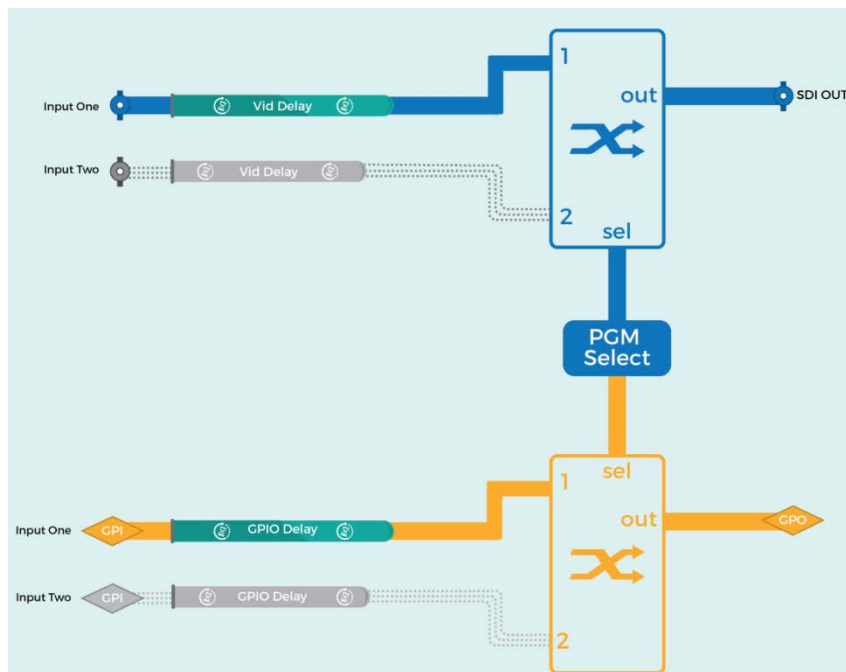 1
out
Input One
Vid Delay
SDI OUT
Input Two
Vid Delay
2
sel
PGM
Select
sel
1
out
Input One
GPI
GPIO Delay
GPO
Input Two
GPI
GPIO Delay
2